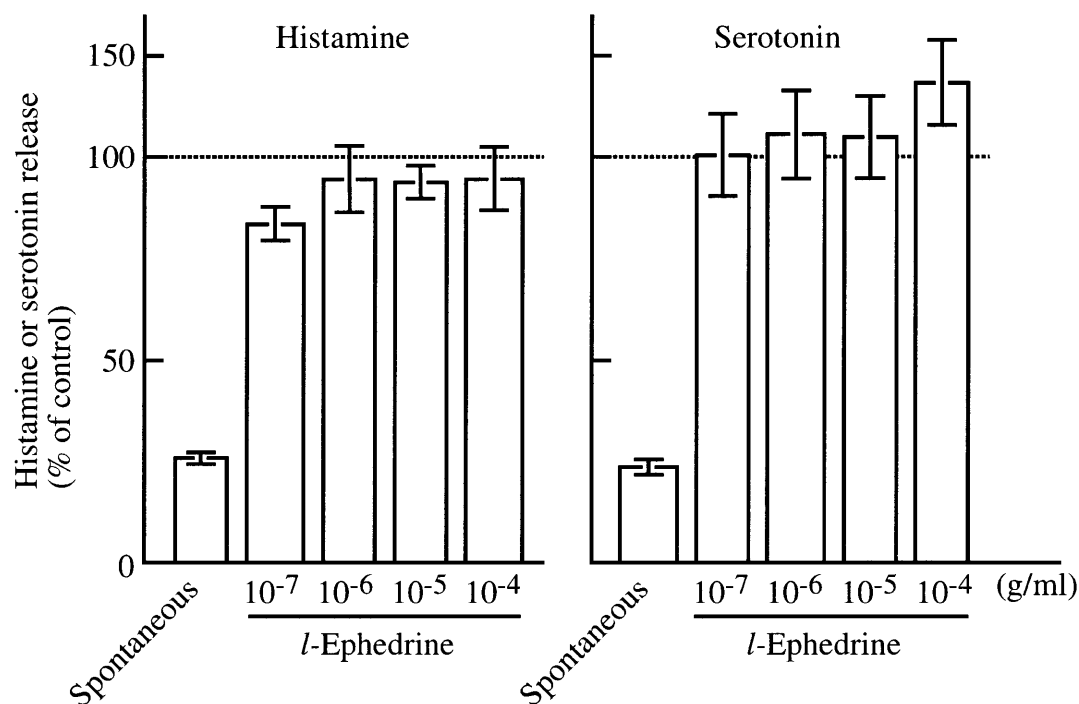 Histamine or serotonin release
(% of control)
150
100
50
0
Histamine
Spontaneous
10-7 10-6 10-5 10-4
l-Ephedrine
Serotonin
Spontaneous
10-7 10-6 10-5 10-4 (g/ml)
l-Ephedrine